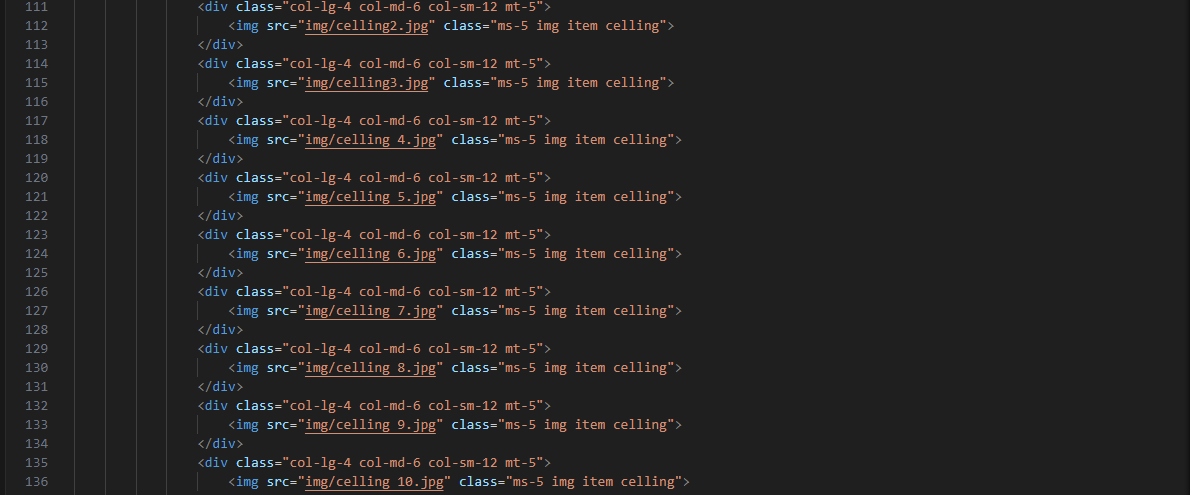 111 <div class="col-lg-4 col-md-6 col-sm-12 mt-5">
112 <img src="img/celling2.jpg" class="ms-5 img item celling">
113 </div>
114 <div class="col-lg-4 col-md-6 col-sm-12 mt-5">
115 <img src="img/celling3.jpg" class="ms-5 img item celling">
116 </div>
117 <div class="col-lg-4 col-md-6 col-sm-12 mt-5">
118 <img src="img/celling 4.jpg" class="ms-5 img item celling">
119 </div>
120 <div class="col-lg-4 col-md-6 col-sm-12 mt-5">
121 <img src="img/celling 5.jpg" class="ms-5 img item celling">
122 </div>
123 <div class="col-lg-4 col-md-6 col-sm-12 mt-5">
124 <img src="img/celling 6.jpg" class="ms-5 img item celling">
125 </div>
126 <div class="col-lg-4 col-md-6 col-sm-12 mt-5">
127 <img src="img/celling 7.jpg" class="ms-5 img item celling">
128 </div>
129 <div class="col-lg-4 col-md-6 col-sm-12 mt-5">
130 <img src="img/celling 8.jpg" class="ms-5 img item celling">
131 </div>
132 <div class="col-lg-4 col-md-6 col-sm-12 mt-5">
133 <img src="img/celling 9.jpg" class="ms-5 img item celling">
134 </div>
135 <div class="col-lg-4 col-md-6 col-sm-12 mt-5">
136 <img src="img/celling 10.jpg" class="ms-5 img item celling">